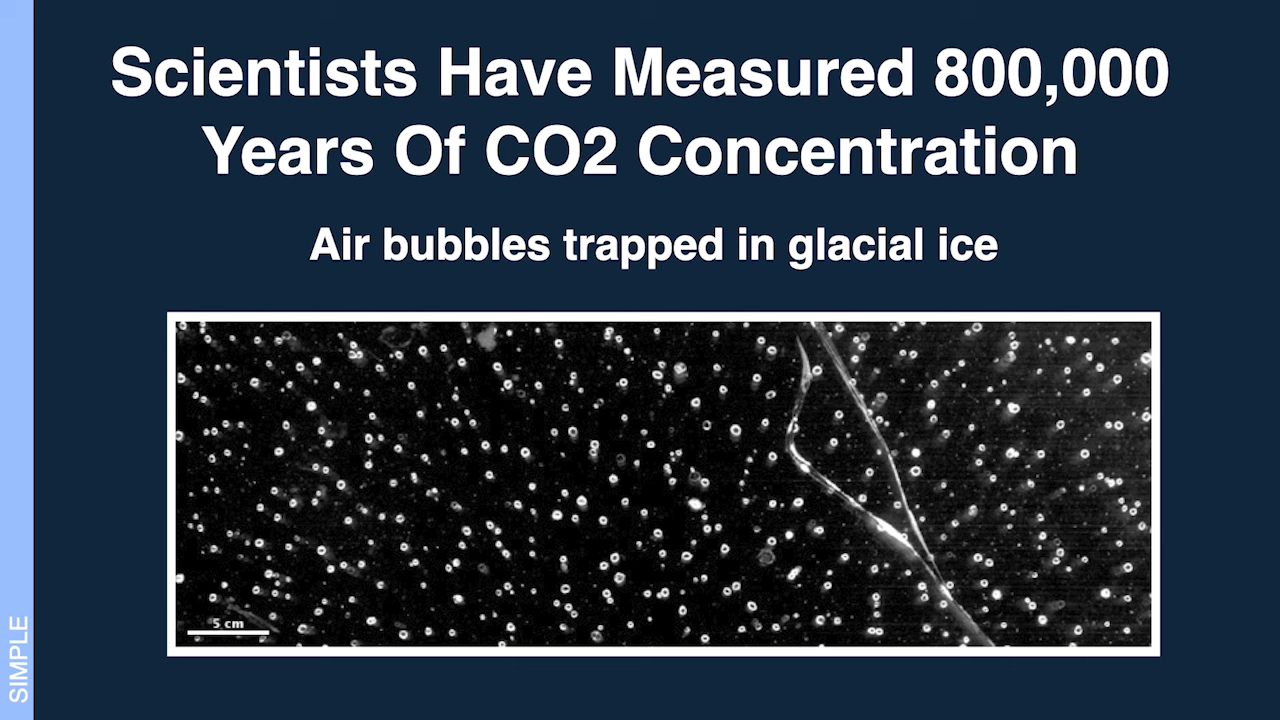 Scientists Have Measured 800,000
Years Of CO2 Concentration
Air bubbles trapped in glacial ice
5 cm
SIMPLE